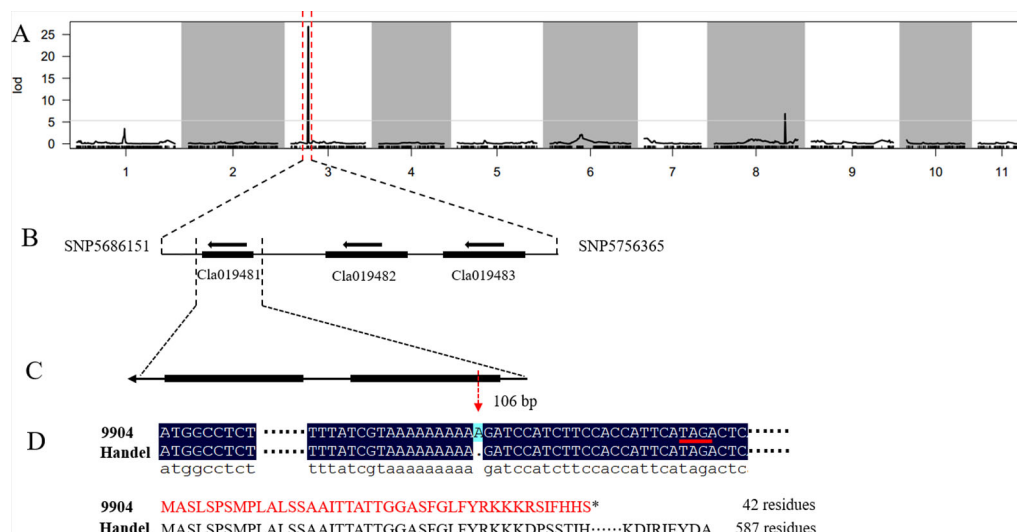 A
25
20
15
10
5
0
lod
1 2 3 4 5 6 7 8 9 10 11
B
SNP5686151
SNP5756365
Cla019481
Cla019482
Cla019483
C
106 bp
D
9904 ATGGCCTCT ······ TTTATCGTAAAAAAAAAAGATCCATCTTCCACCATTCATAGACTC ······
Handel ATGGCCTCT ······ TTTATCGTAAAAAAAAA.GATCCATCTTCCACCATTCATAGACTC ······
atggcctct tttatcgtaaaaaaaaa gatccatcttccaccattcatagactc
9904 MASLSPSMPLALSSAAITTATTGGASFGLFYRKKKRSIFHHS* 42 residues
Handel MASLSPSMPLALSSAAITTATTGGASFGLFYRKKKDPSSTIH······KDIRIFYDA 587 residues